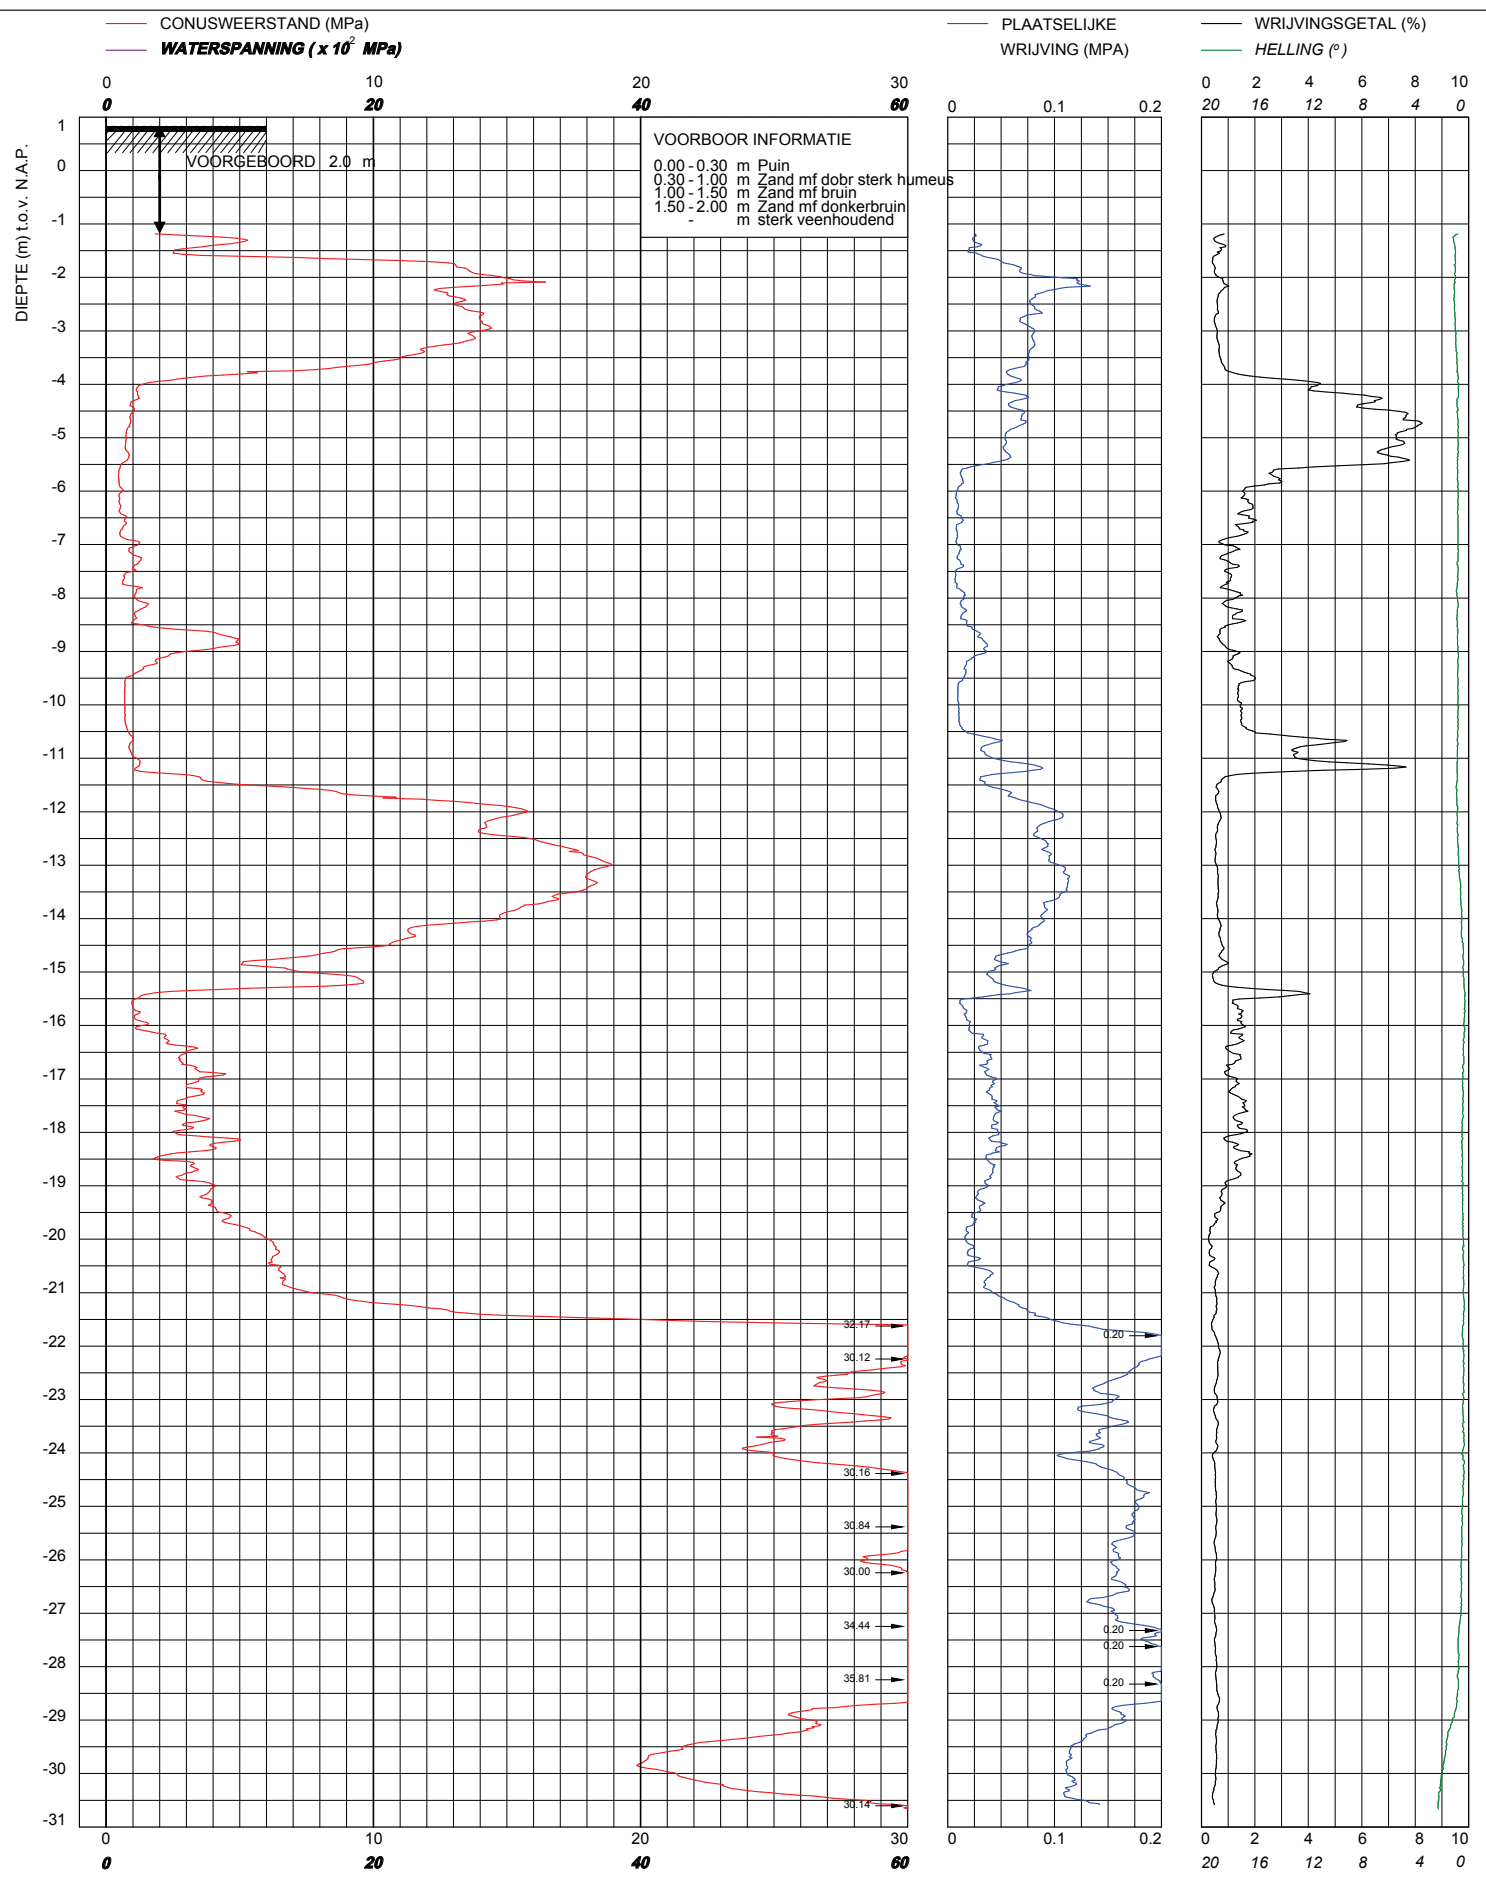 CONUSWEERSTAND (MPa)
WATERSPANNING ( x 10² MPa)
PLAATSELIJKE
WRIJVING (MPA)
WRIJVINGSGETAL (%)
HELLING (º)
0 10 30
0 20 40 60
0 0.1 0.2
0 2 4 6 8 10
20 16 12 8 4 0
DIEPTE (m) t.o.v. N.A.P.
1
0
-1
-2
-3
-4
-5
-6
-7
-8
-9
-10
-11
-12
-13
-14
-15
-16
-17
-18
-19
-20
-21
-22
-23
-24
-25
-26
-27
-28
-29
-30
-31
VOORGEBOORD 2.0 m
VOORBOOR INFORMATIE
0.00 - 0.30 m Puin
0.30 - 1.00 m Zand mf dobr sterk humeus
1.00 - 1.50 m Zand mf bruin
1.50 - 2.00 m Zand mf donkerbruin
- m sterk veenhoudend
32.17
30.12
30.16
30.84
30.00
34.44
35.81
30.14
0.20
0.20
0.20
0.20
0 10 20 30
0 20 40 60
0 0.1 0.2
0 2 4 6 8 10
20 16 12 8 4 0